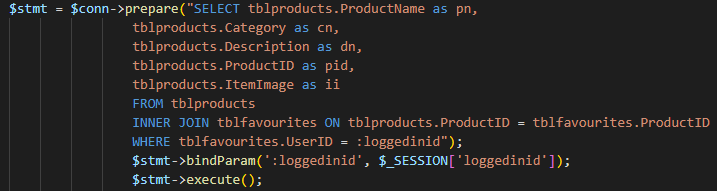 $stmt = $conn->prepare("SELECT tblproducts.ProductName as pn,
tblproducts.Category as cn,
tblproducts.Description as dn,
tblproducts.ProductID as pid,
tblproducts.ItemImage as ii
FROM tblproducts
INNER JOIN tblfavourites ON tblproducts.ProductID = tblfavourites.ProductID
WHERE tblfavourites.UserID = :loggedinid");
$stmt->bindParam(':loggedinid', $_SESSION['loggedinid']);
$stmt->execute();